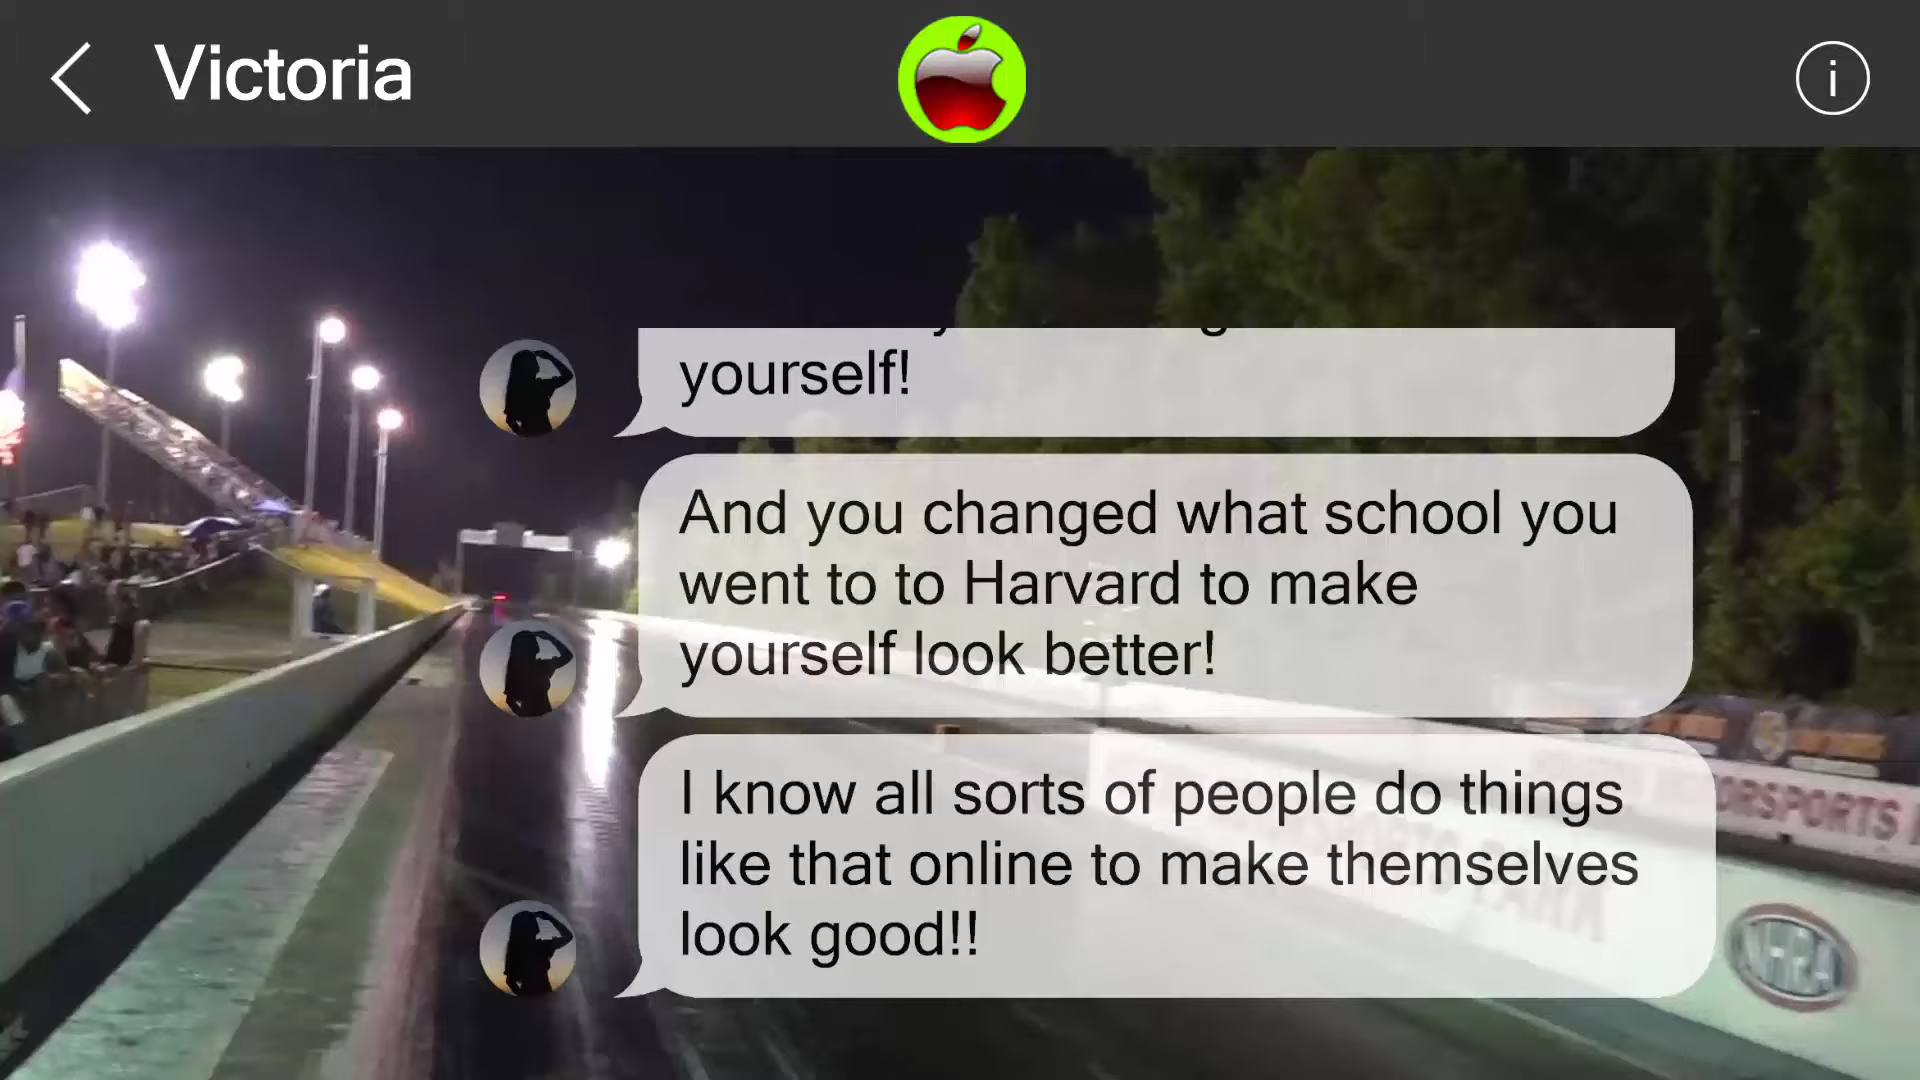 Victoria
yourself!
And you changed what school you
went to to Harvard to make
yourself look better!
I know all sorts of people do things
like that online to make themselves
look good!!
ORSPORTS